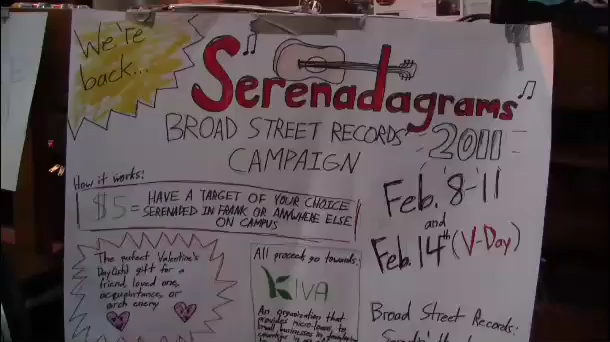 We're
back...
Serenadagrams
BROAD STREET RECORDS'
2011
CAMPAIGN
How it works:
$5 = HAVE A TARGET OF YOUR CHOICE
SERENADED IN FRANK OR ANYWHERE ELSE
ON CAMPUS
Feb. 8-11
and
Feb. 14th (V-Day)
The perfect Valentine's
Day gift for a
friend, loved one,
acquaintance, or
arch enemy
All proceeds go towards:
KIVA
An organization that
provides micro-loans to
small businesses in
Broad Street Records: